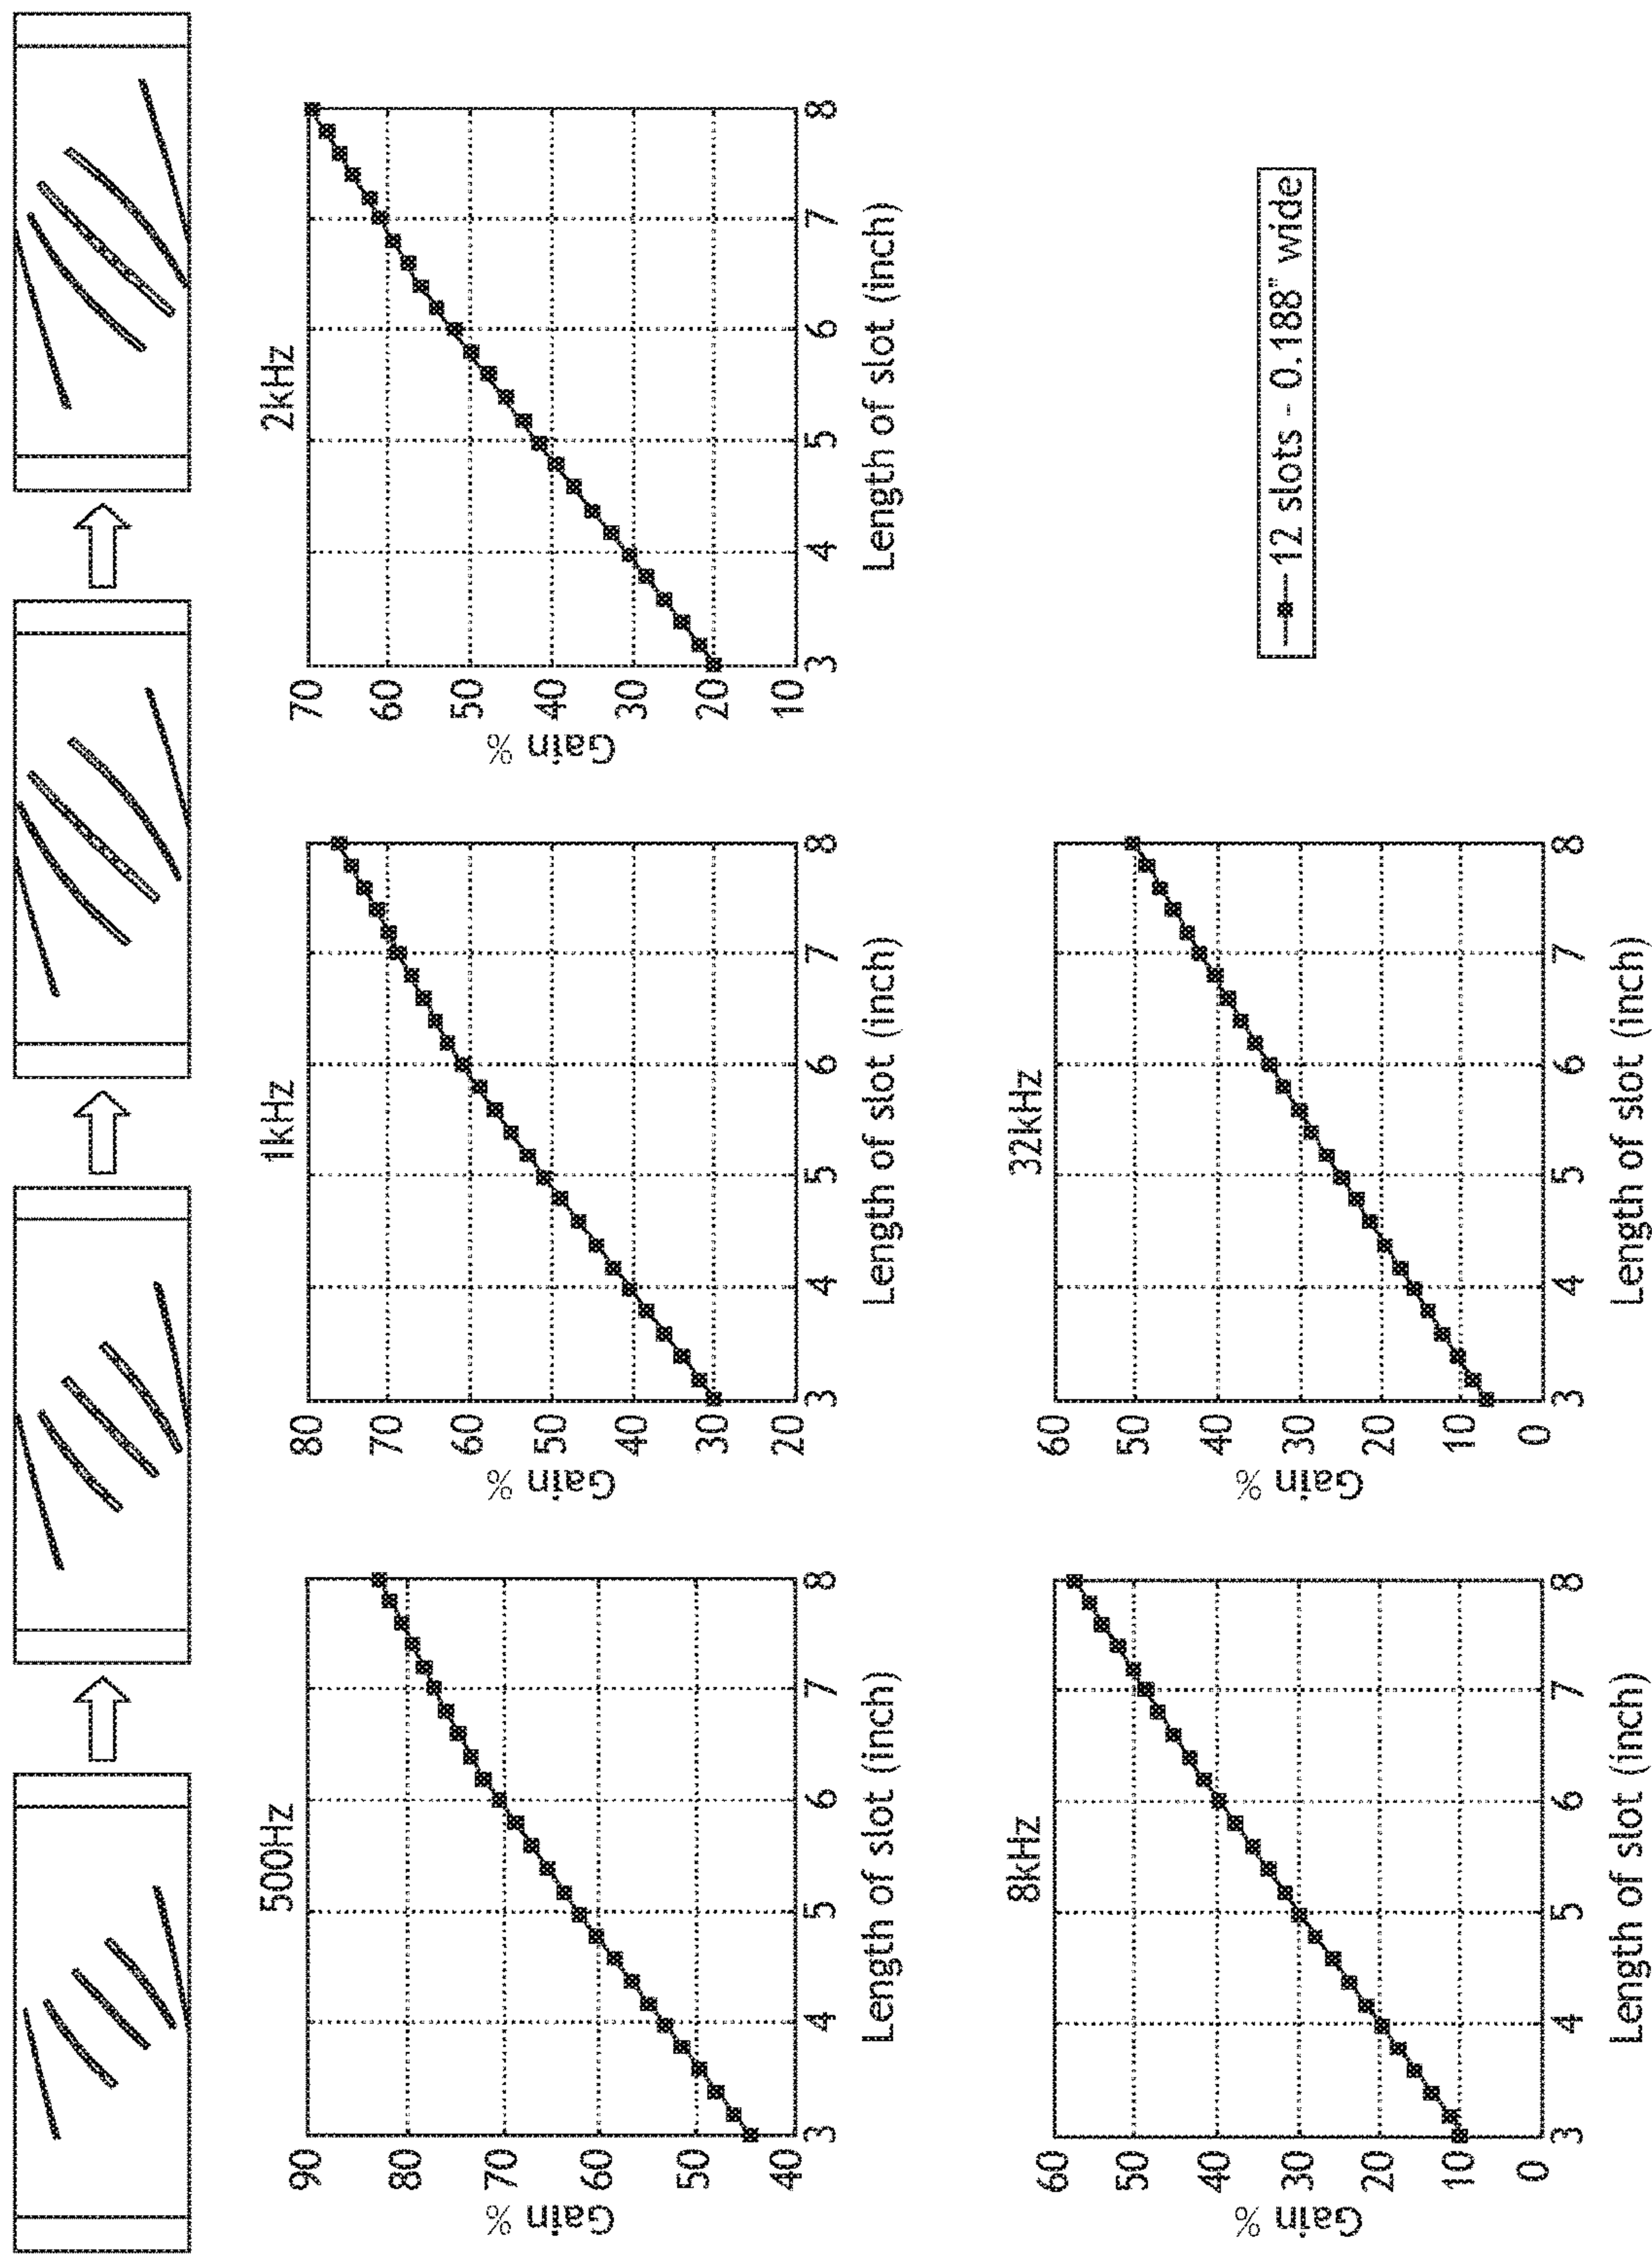 500Hz
Gain %
90
80
70
60
50
40
3 4 5 6 7 8
Length of slot (inch)
1kHz
Gain %
80
70
60
50
40
30
20
3 4 5 6 7 8
Length of slot (inch)
2kHz
Gain %
70
60
50
40
30
20
10
3 4 5 6 7 8
Length of slot (inch)
8kHz
Gain %
60
50
40
30
20
10
0
3 4 5 6 7 8
Length of slot (inch)
32kHz
Gain %
60
50
40
30
20
10
0
3 4 5 6 7 8
Length of slot (inch)
12 slots - 0.188" wide